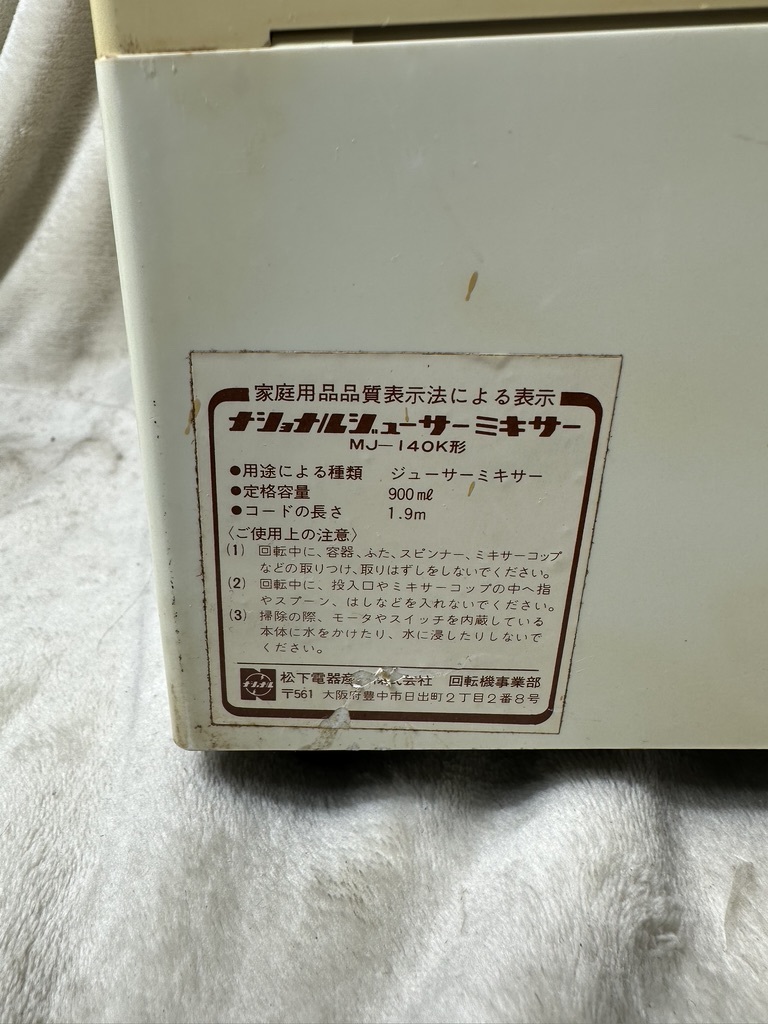 家庭用品品質表示法による表示
ナショナルジューサーミキサー
MJ-140K形
●用途による種類 ジューサーミキサー
●定格容量 900mℓ
●コードの長さ 1.9m
〈ご使用上の注意〉
(1) 回転中に、容器、ふた、スピンナー、ミキサーコップ
などの取りつけ、取りはずしをしないでください。
(2) 回転中に、投入口やミキサーコップの中へ指
やスプーン、はしなどを入れないでください。
(3) 掃除の際、モータやスイッチを内蔵している
本体に水をかけたり、水に浸したりしないで
ください。
ナショナル
松下電器産 株式会社 回転機事業部
〒561 大阪府豊中市日出町2丁目2番8号